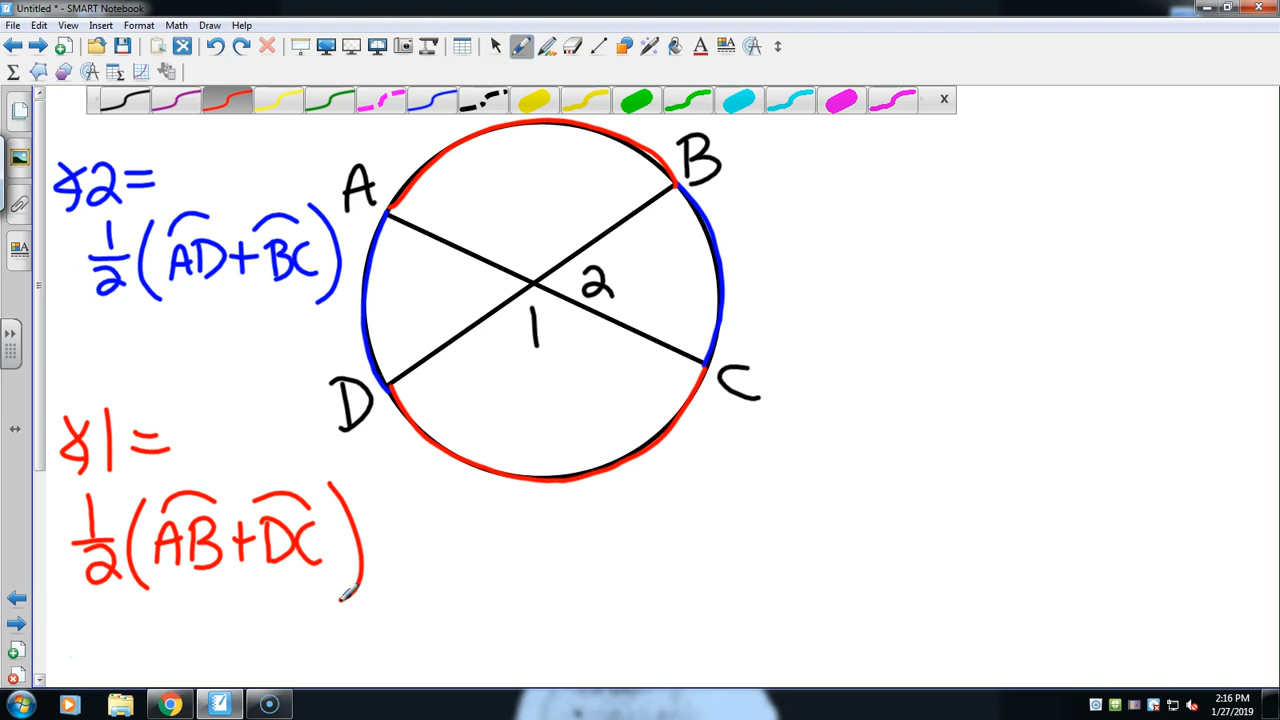 Untitled * - SMART Notebook
File Edit View Insert Format Math Draw Addons Help
∡2=
1/2(AD+BC)
A
B
2
1
D
C
∡1=
1/2(AB+DC)
2:16 PM
1/27/2019